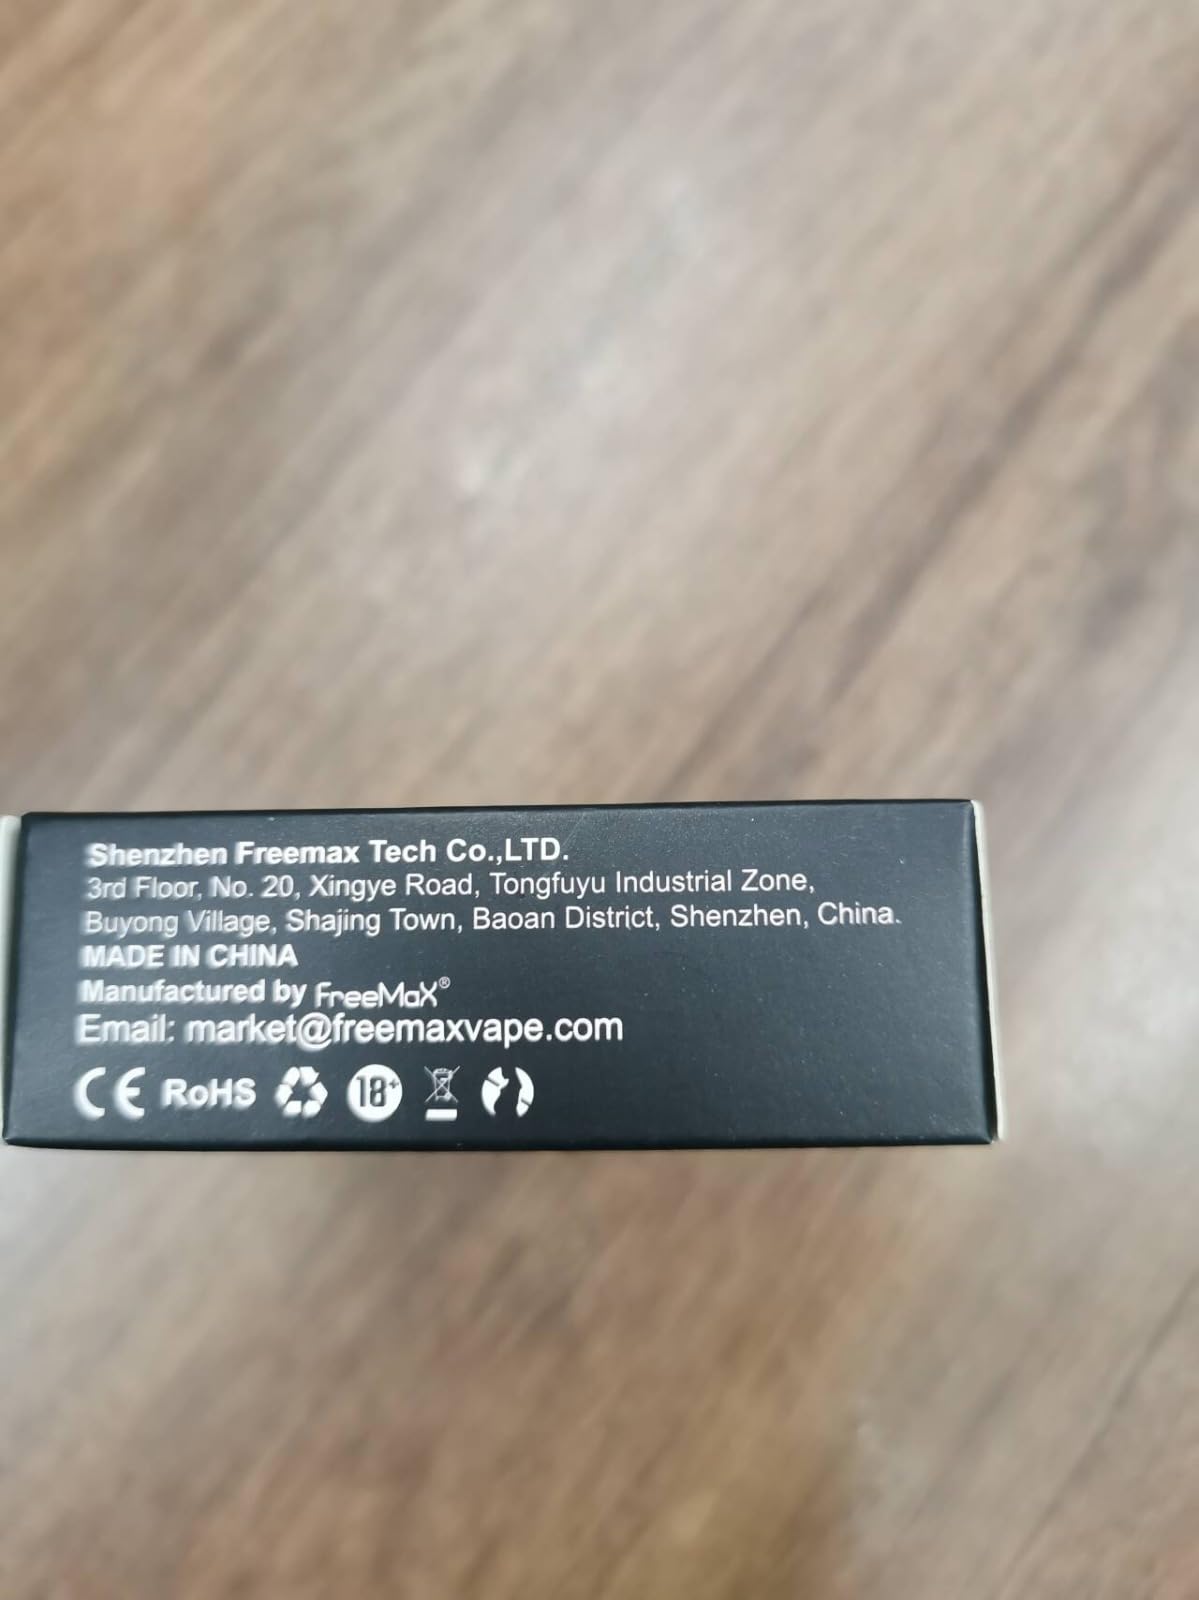 Shenzhen Freemax Tech Co.,LTD.
3rd Floor, No. 20, Xingye Road, Tongfuyu Industrial Zone,
Buyong Village, Shajing Town, Baoan District, Shenzhen, China.
MADE IN CHINA
Manufactured by FreeMaX®
Email: market@freemaxvape.com
CE RoHS 18+